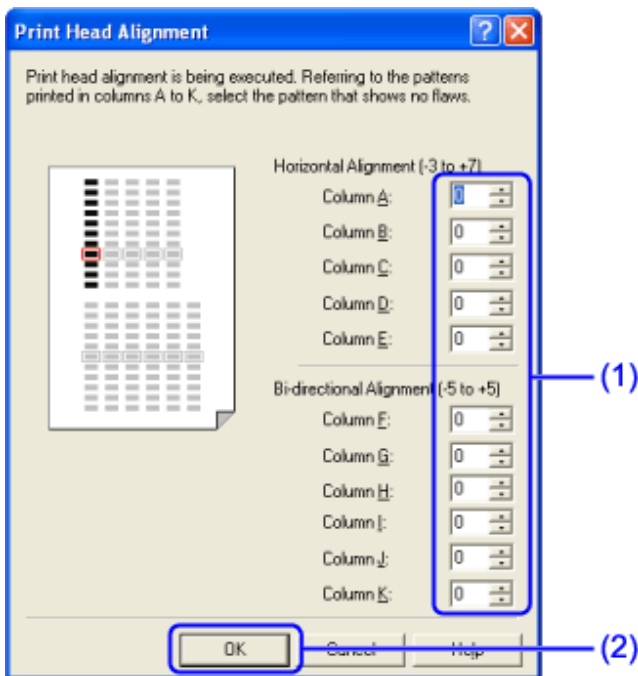 Print Head Alignment
Print head alignment is being executed. Referring to the patterns
printed in columns A to K, select the pattern that shows no flaws.
Horizontal Alignment (-3 to +7)
Column A: 0
Column B: 0
Column C: 0
Column D: 0
Column E: 0
(1)
Bi-directional Alignment (-5 to +5)
Column F: 0
Column G: 0
Column H: 0
Column I: 0
Column J: 0
Column K: 0
OK Cancel Help
(2)